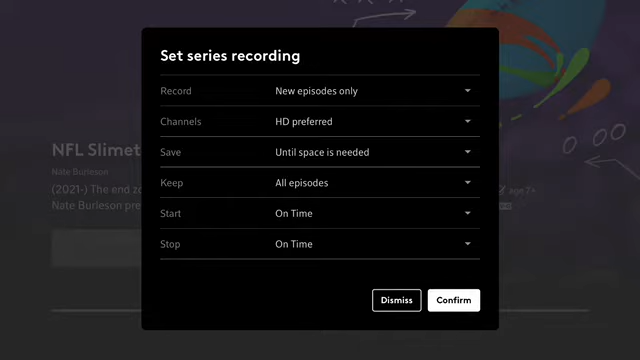 Set series recording
Record New episodes only
Channels HD preferred
Save Until space is needed
Keep All episodes
Start On Time
Stop On Time
Dismiss Confirm
NFL Slimet
Nate Burleson
(2021-) The end zo
Nate Burleson pre
age 7+